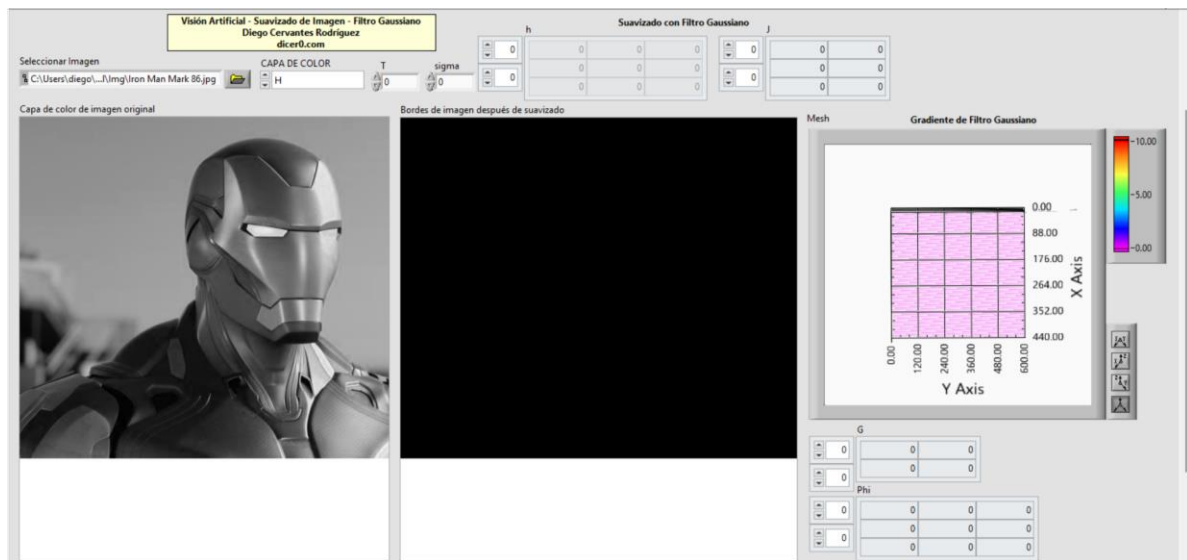 Visión Artificial - Suavizado de Imagen - Filtro Gaussiano
Diego Cervantes Rodríguez
dicer0.com
Suavizado con Filtro Gaussiano
h
J
0
0 0 0
0
0 0
0
0 0 0
0
0 0
0 0 0
0 0
Seleccionar Imagen
CAPA DE COLOR
T
sigma
C:\Users\diego\...l\Img\Iron Man Mark 86.jpg
H
0
0
Capa de color de imagen original
Bordes de imagen después de suavizado
Mesh
Gradiente de Filtro Gaussiano
10.00
5.00
0.00
0.00
88.00
176.00
264.00
352.00
440.00
X Axis
0.00
120.00
240.00
360.00
480.00
600.00
Y Axis
G
0
0 0
0
0 0
Phi
0
0 0 0
0
0 0 0
0 0 0